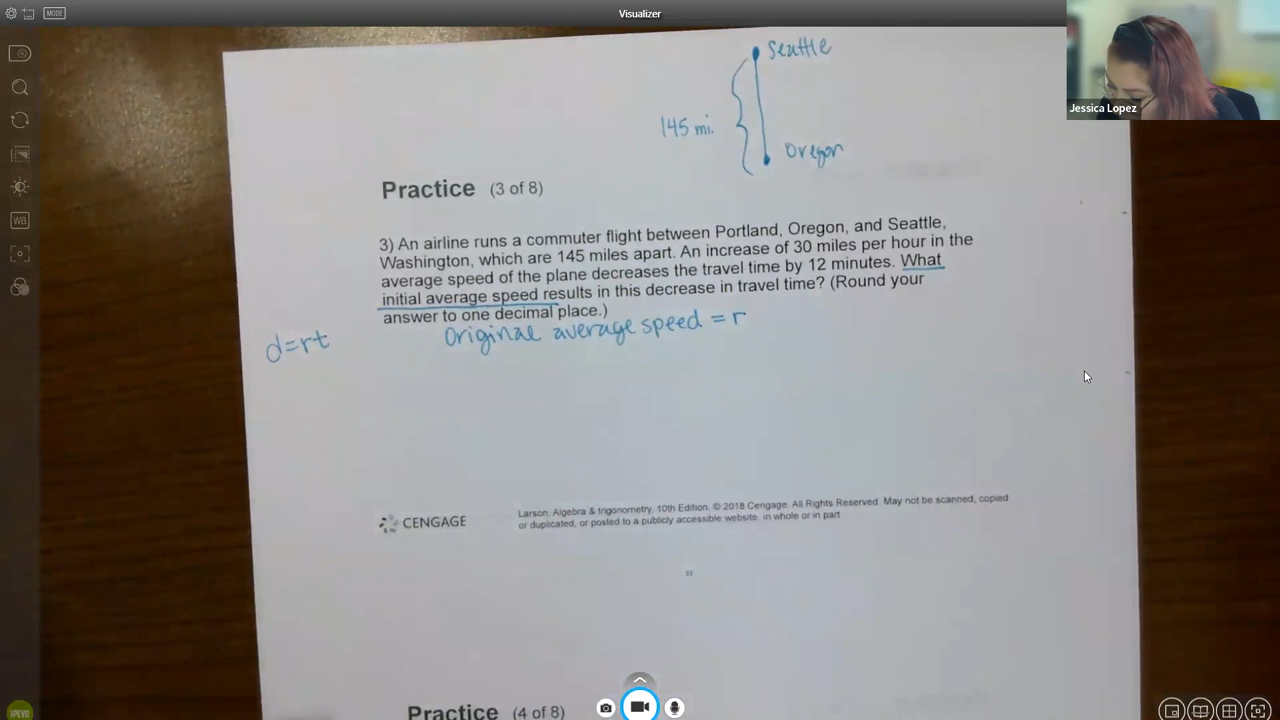 MODE
Visualizer
Jessica Lopez
WB
Seattle
145 mi.
Oregon
Practice (3 of 8)
3) An airline runs a commuter flight between Portland, Oregon, and Seattle,
Washington, which are 145 miles apart. An increase of 30 miles per hour in the
average speed of the plane decreases the travel time by 12 minutes. What
initial average speed results in this decrease in travel time? (Round your
answer to one decimal place.)
d=rt
Original average speed = r
CENGAGE
Larson, Algebra & trigonometry, 10th Edition. © 2018 Cengage. All Rights Reserved. May not be scanned, copied
or duplicated, or posted to a publicly accessible website, in whole or in part
Practice (4 of 8)
IPEVO